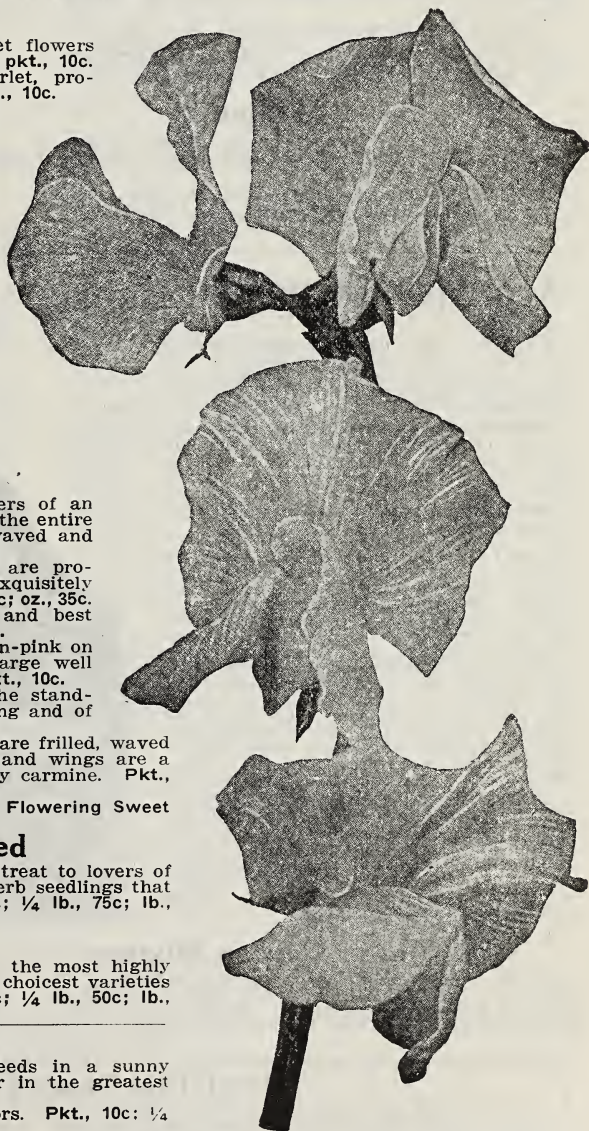 et flowers
pkt., 10c.
rlet, pro-
., 10c.
ers of an
the entire
waved and
are pro-
xquisitely
c; oz., 35c.
and best
n-pink on
arge well
kt., 10c.
he stand-
ng and of
are frilled, waved
and wings are a
y carmine. Pkt.,
Flowering Sweet
ed
treat to lovers of
erb seedlings that
; ¼ lb., 75c; lb.,
the most highly
choicest varieties
c; ¼ lb., 50c; lb.,
eeds in a sunny
r in the greatest
ors. Pkt., 10c; ¼